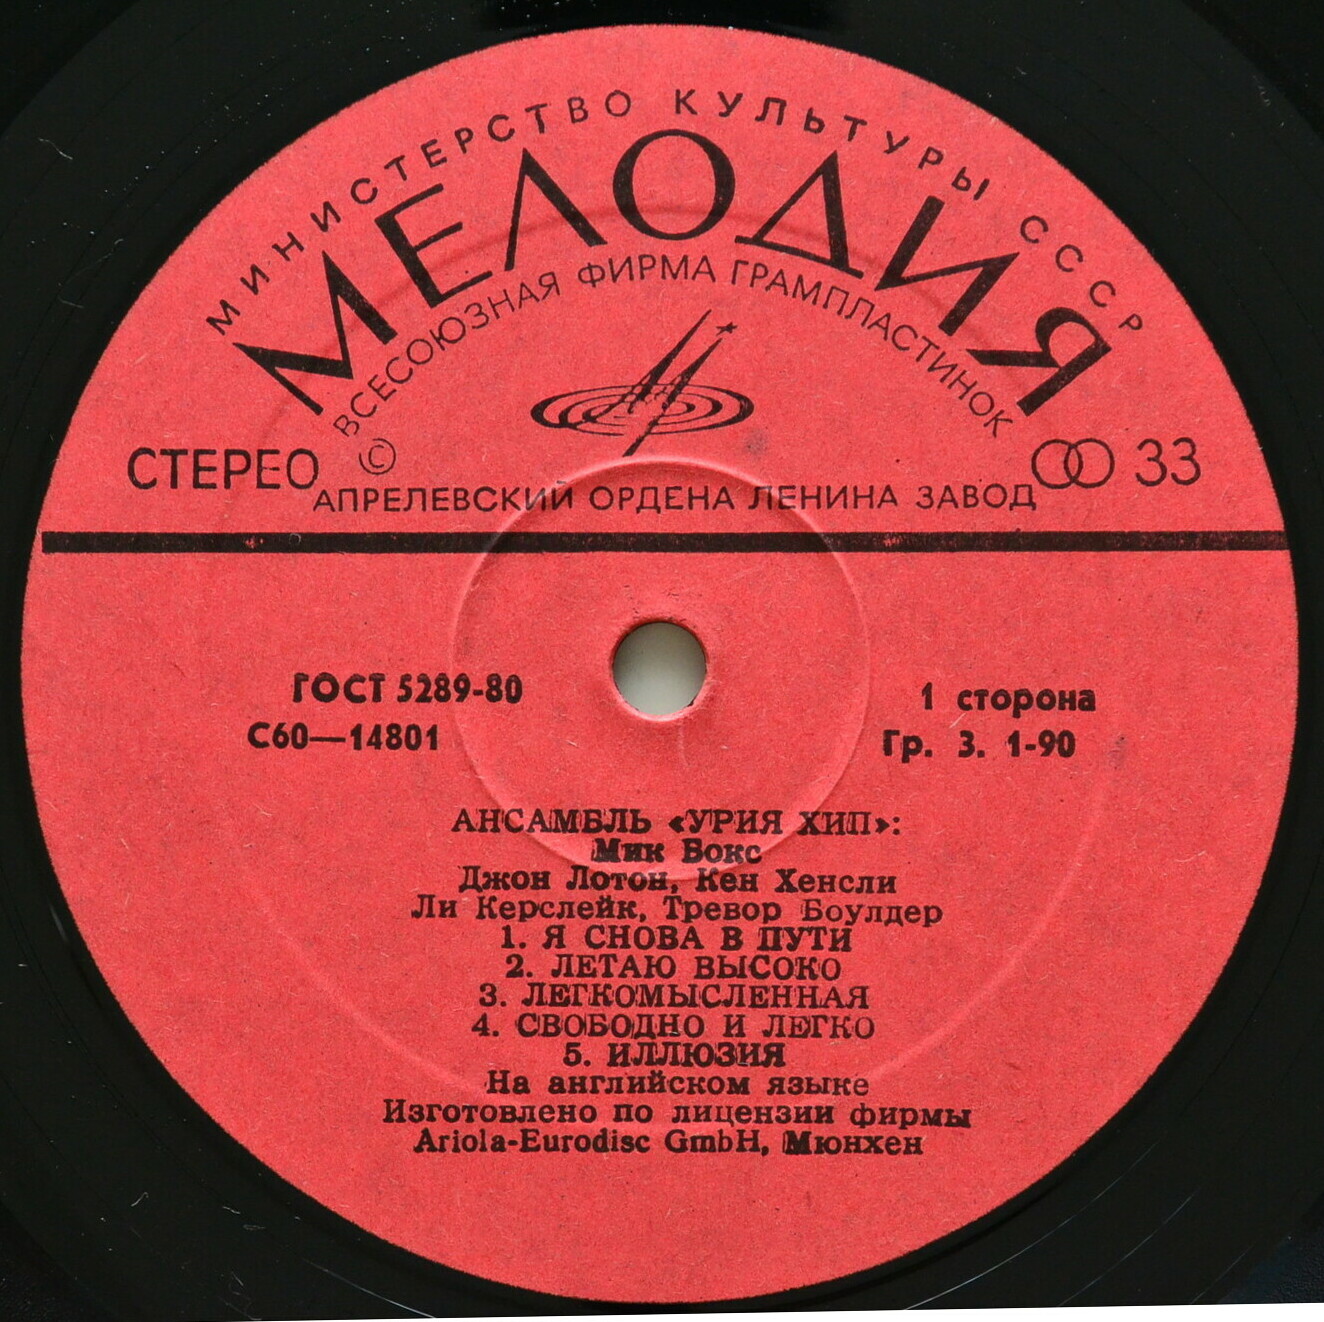 МИНИСТЕРСТВО КУЛЬТУРЫ СССР
МЕЛОДИЯ
ВСЕСОЮЗНАЯ ФИРМА ГРАМПЛАСТИНОК
СТЕРЕО © 33
АПРЕЛЕВСКИЙ ОРДЕНА ЛЕНИНА ЗАВОД
ГОСТ 5289-80
С60—14801
1 сторона
Гр. 3. 1-90
АНСАМБЛЬ «УРИЯ ХИП»:
Мик Бокс
Джон Лотон, Кен Хенсли
Ли Керслейк, Тревор Боулдер
1. Я СНОВА В ПУТИ
2. ЛЕТАЮ ВЫСОКО
3. ЛЕГКОМЫСЛЕННАЯ
4. СВОБОДНО И ЛЕГКО
5. ИЛЛЮЗИЯ
На английском языке
Изготовлено по лицензии фирмы
Ariola-Eurodisc GmbH, Мюнхен